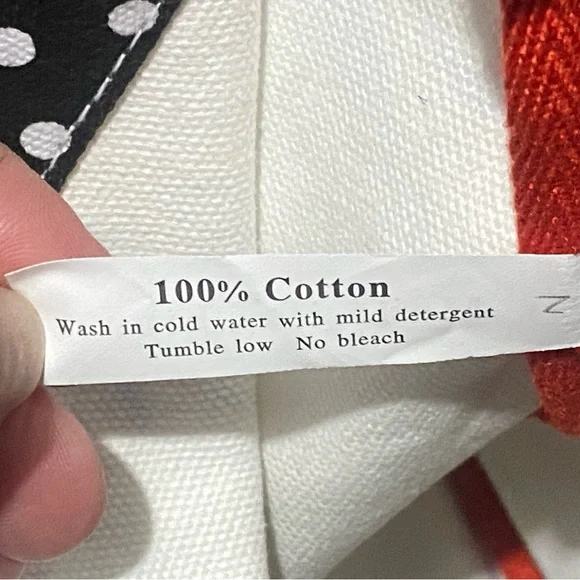 100% Cotton
Wash in cold water with mild detergent
Tumble low No bleach